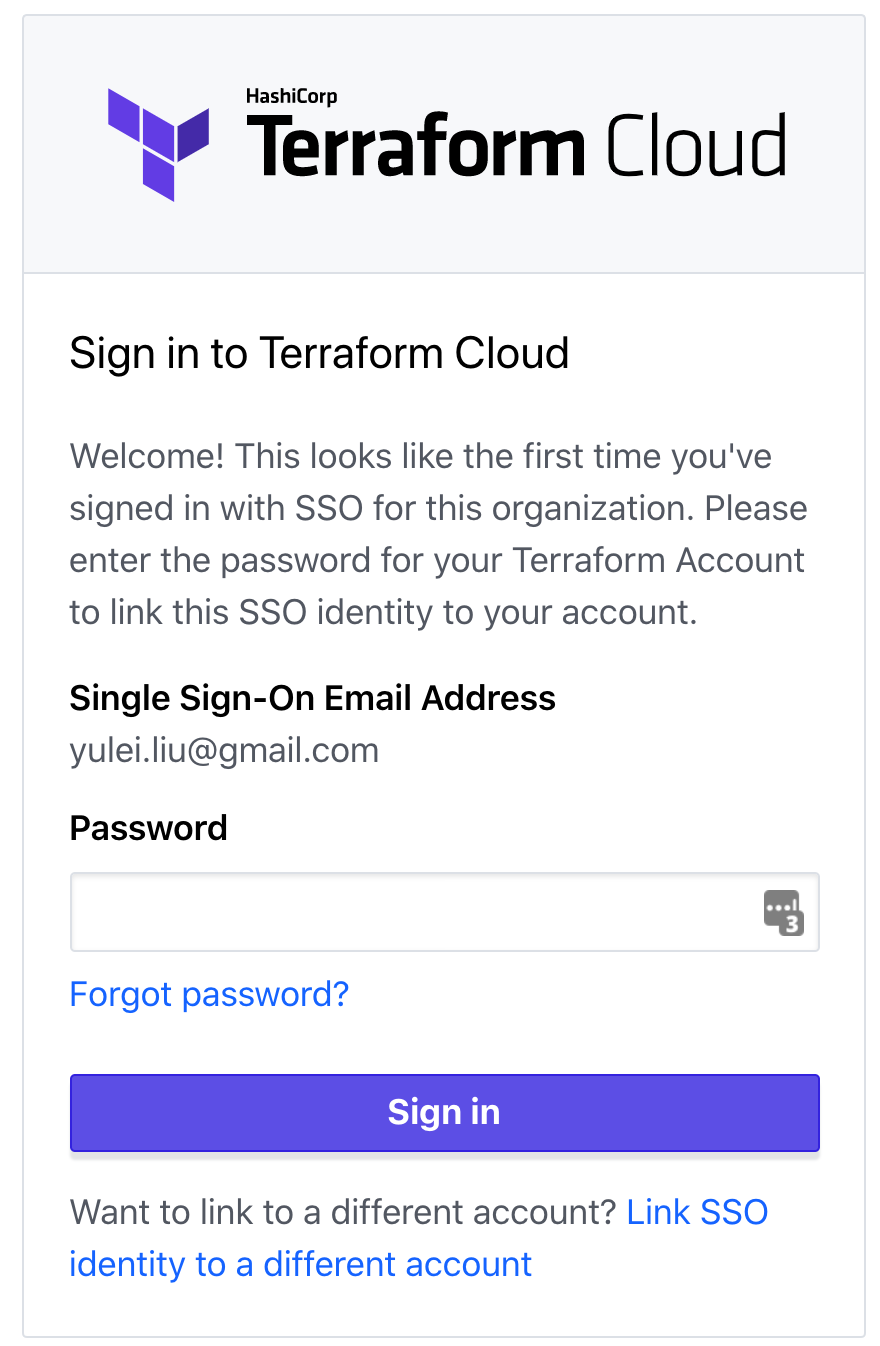 HashiCorp
Terraform Cloud
Sign in to Terraform Cloud
Welcome! This looks like the first time you've
signed in with SSO for this organization. Please
enter the password for your Terraform Account
to link this SSO identity to your account.
Single Sign-On Email Address
yulei.liu@gmail.com
Password
3
Forgot password?
Sign in
Want to link to a different account? Link SSO
identity to a different account